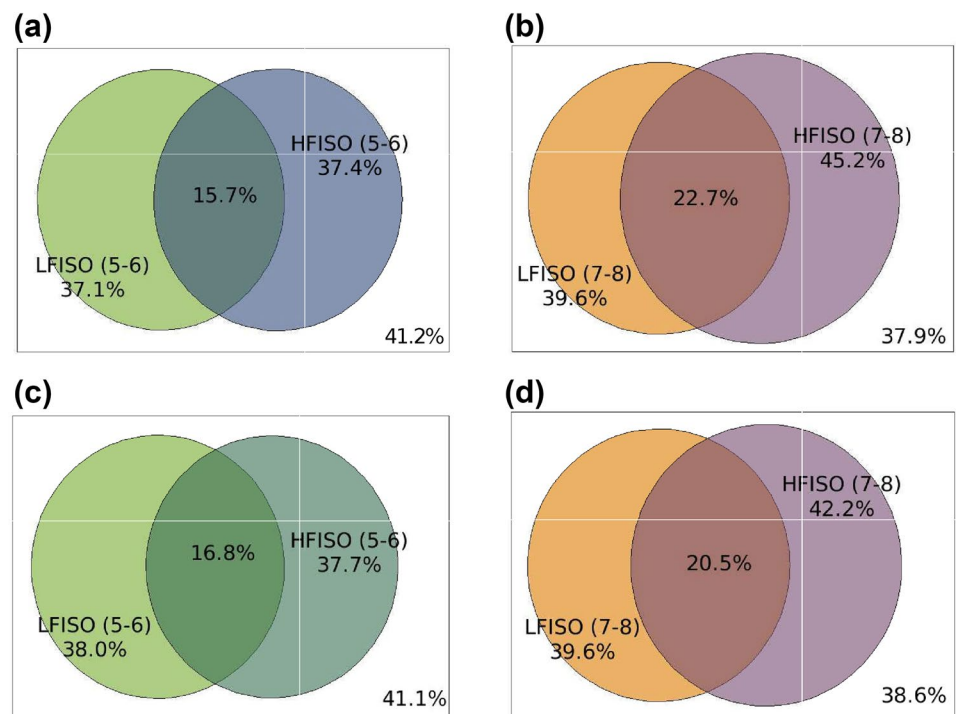 (a)
HFISO (5-6)
37.4%
15.7%
LFISO (5-6)
37.1%
41.2%
(b)
HFISO (7-8)
45.2%
22.7%
LFISO (7-8)
39.6%
37.9%
(c)
HFISO (5-6)
37.7%
16.8%
LFISO (5-6)
38.0%
41.1%
(d)
HFISO (7-8)
42.2%
20.5%
LFISO (7-8)
39.6%
38.6%